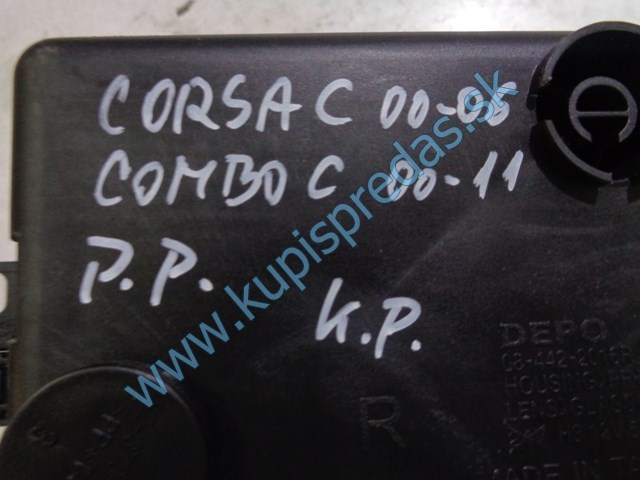 CORSA C 00-06
COMBO C 00-11
P.P.
K.P.
www.kupispredas.sk
DEPO
R
MADE IN